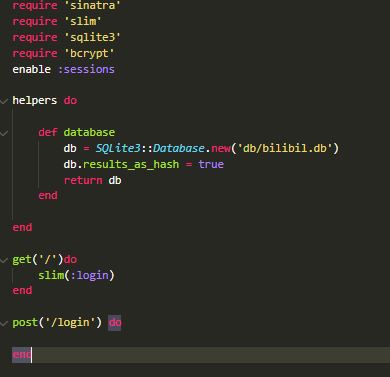 require 'sinatra'
require 'slim'
require 'sqlite3'
require 'bcrypt'
enable :sessions
helpers do
def database
db = SQLite3::Database.new('db/bilibil.db')
db.results_as_hash = true
return db
end
end
get('/')do
slim(:login)
end
post('/login') do
end